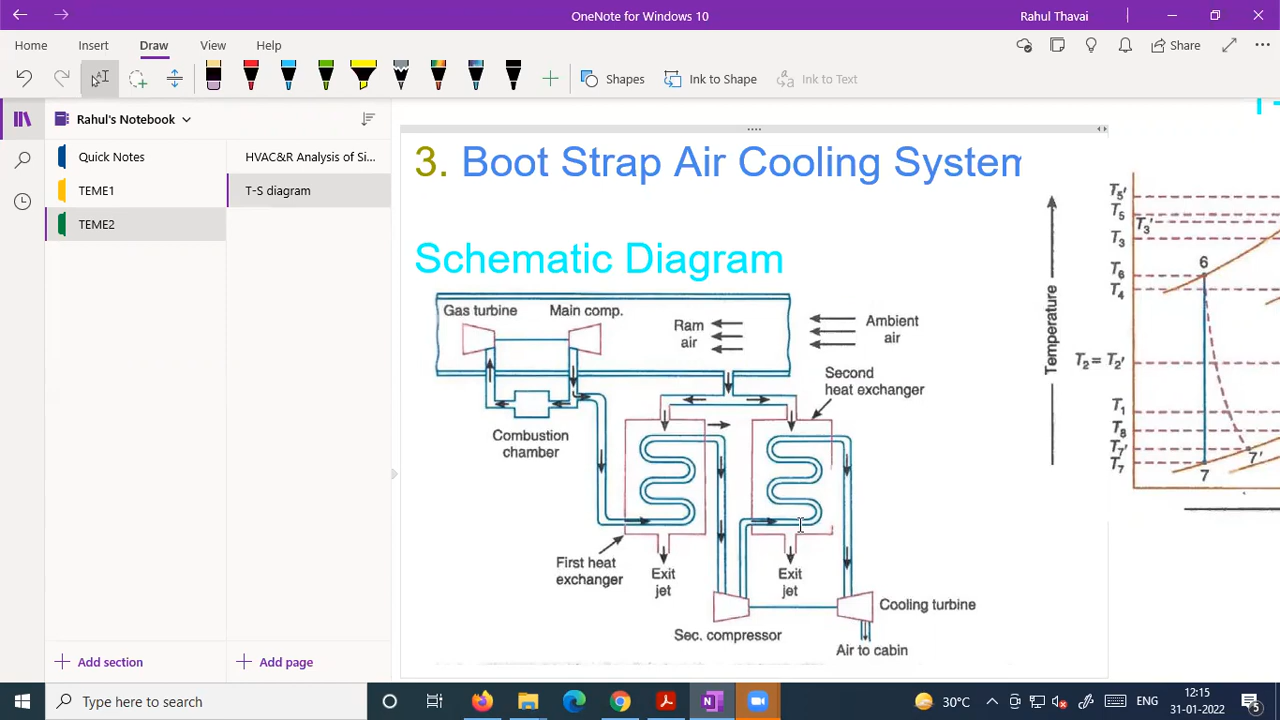 OneNote for Windows 10
Rahul Thavai
Home
Insert
Draw
View
Help
Share
Shapes
Ink to Shape
Ink to Text
Rahul's Notebook
Quick Notes
TEME1
TEME2
HVAC&R Analysis of Si...
T-S diagram
Add section
Add page
3. Boot Strap Air Cooling System
Schematic Diagram
Gas turbine
Main comp.
Ram
air
Ambient
air
Second
heat exchanger
Combustion
chamber
First heat
exchanger
Exit
jet
Exit
jet
Sec. compressor
Cooling turbine
Air to cabin
Temperature
T5'
T5
T3'
T3
T6
T4
T2 = T2'
T1
T8
T7'
T7
6
7
7'
Type here to search
30°C
ENG
12:15
31-01-2022
5